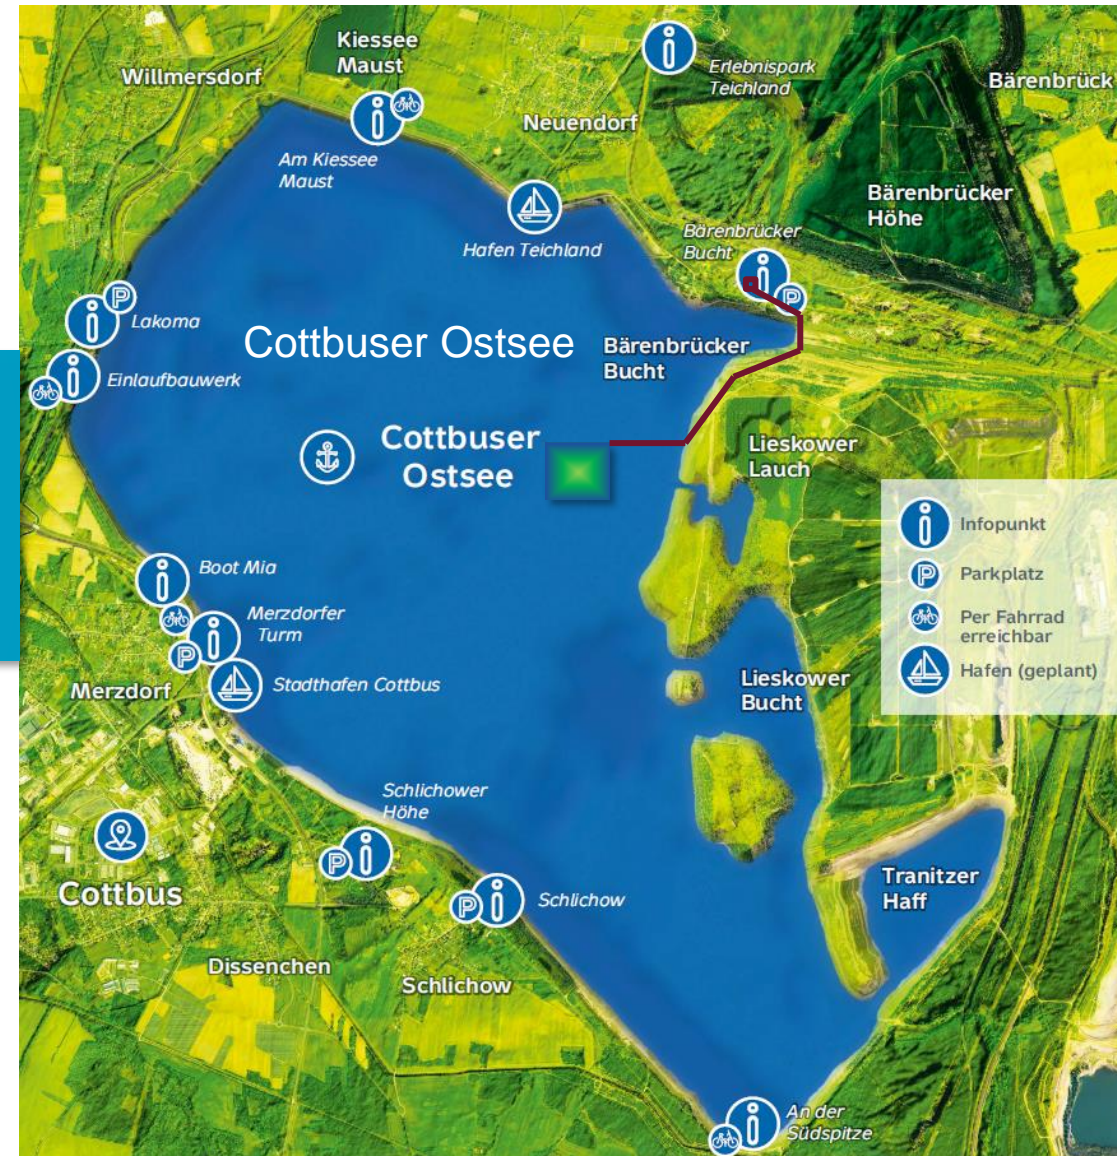 Kiessee
Maust
Willmersdorf
Erlebnispark
Teichland
Bärenbrück
Neuendorf
Am Kiessee
Maust
Bärenbrücker
Höhe
Hafen Teichland
Bärenbrücker
Bucht
P
P
Lakoma
Cottbuser Ostsee
Bärenbrücker
Bucht
Einlaufbauwerk
Cottbuser
Ostsee
Lieskower
Lauch
Infopunkt
P
Parkplatz
Per Fahrrad
erreichbar
Hafen (geplant)
Boot Mia
Merzdorfer
Turm
P
Merzdorf
Stadthafen Cottbus
Lieskower
Bucht
Schlichower
Höhe
P
Cottbus
P
Schlichow
Tranitzer
Haff
Dissenchen
Schlichow
An der
Südspitze